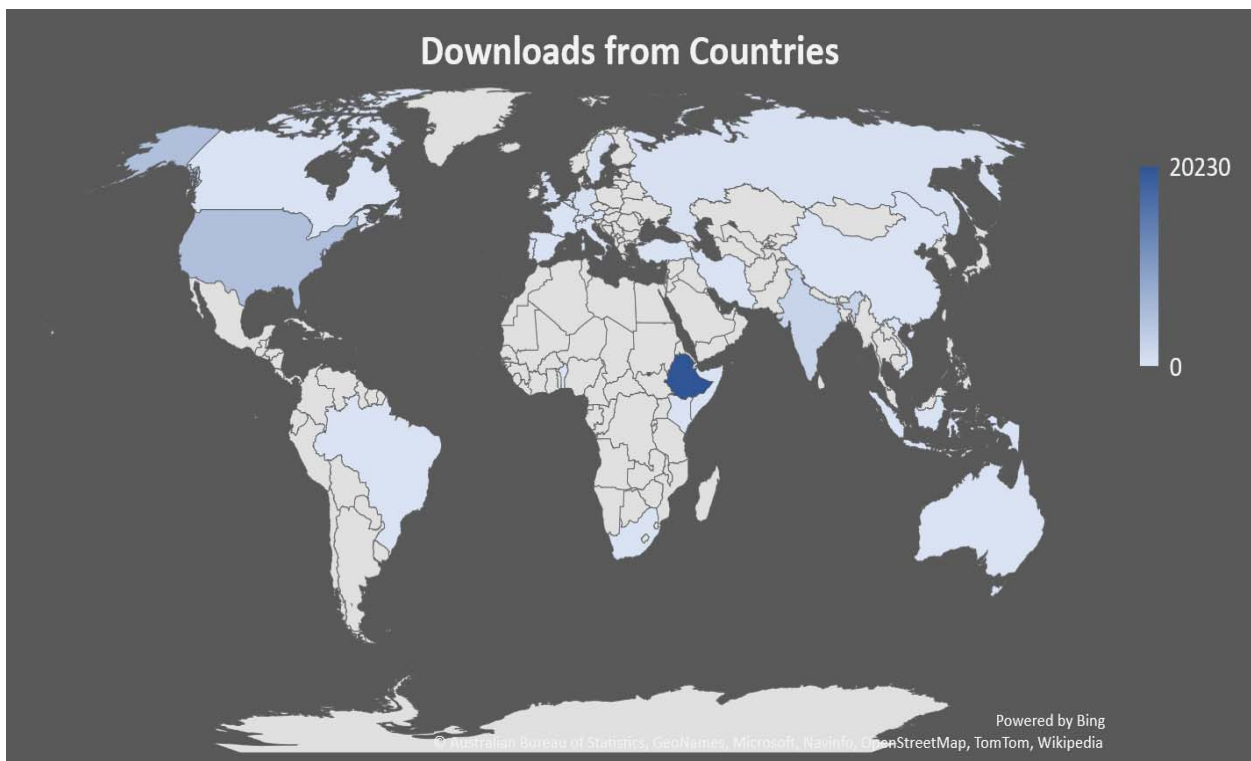 Downloads from Countries
20230
0
Powered by Bing
© Australian Bureau of Statistics, GeoNames, Microsoft, Navinfo, OpenStreetMap, TomTom, Wikipedia